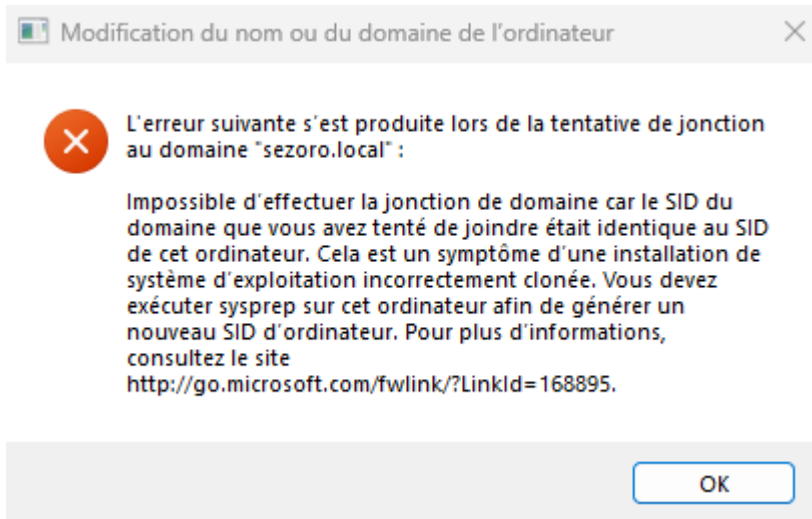 Modification du nom ou du domaine de l'ordinateur
L'erreur suivante s'est produite lors de la tentative de jonction
au domaine "sezoro.local" :
Impossible d'effectuer la jonction de domaine car le SID du
domaine que vous avez tenté de joindre était identique au SID
de cet ordinateur. Cela est un symptôme d'une installation de
système d'exploitation incorrectement clonée. Vous devez
exécuter sysprep sur cet ordinateur afin de générer un
nouveau SID d'ordinateur. Pour plus d'informations,
consultez le site
http://go.microsoft.com/fwlink/?LinkId=168895.
OK